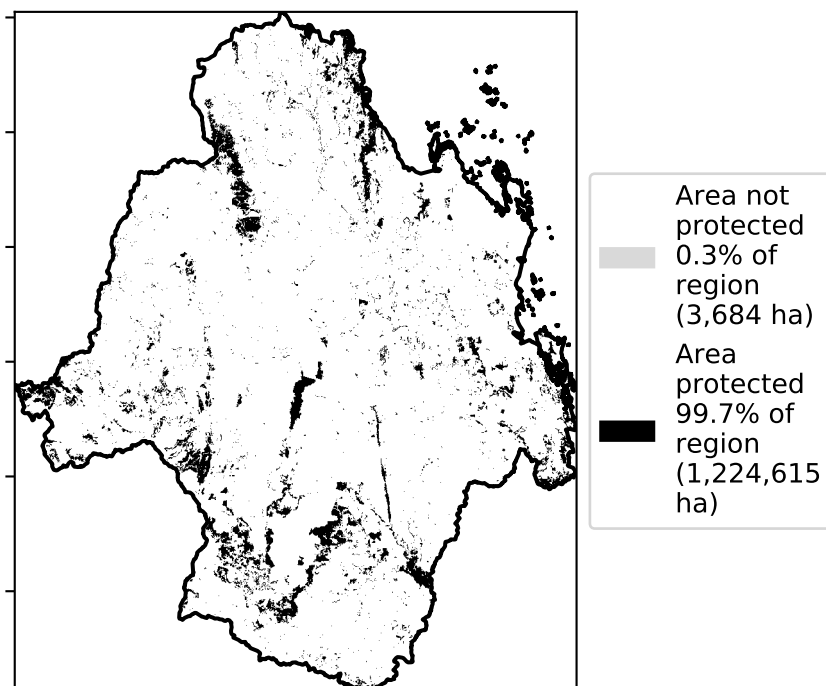 Area not
protected
0.3% of
region
(3,684 ha)
Area
protected
99.7% of
region
(1,224,615
ha)